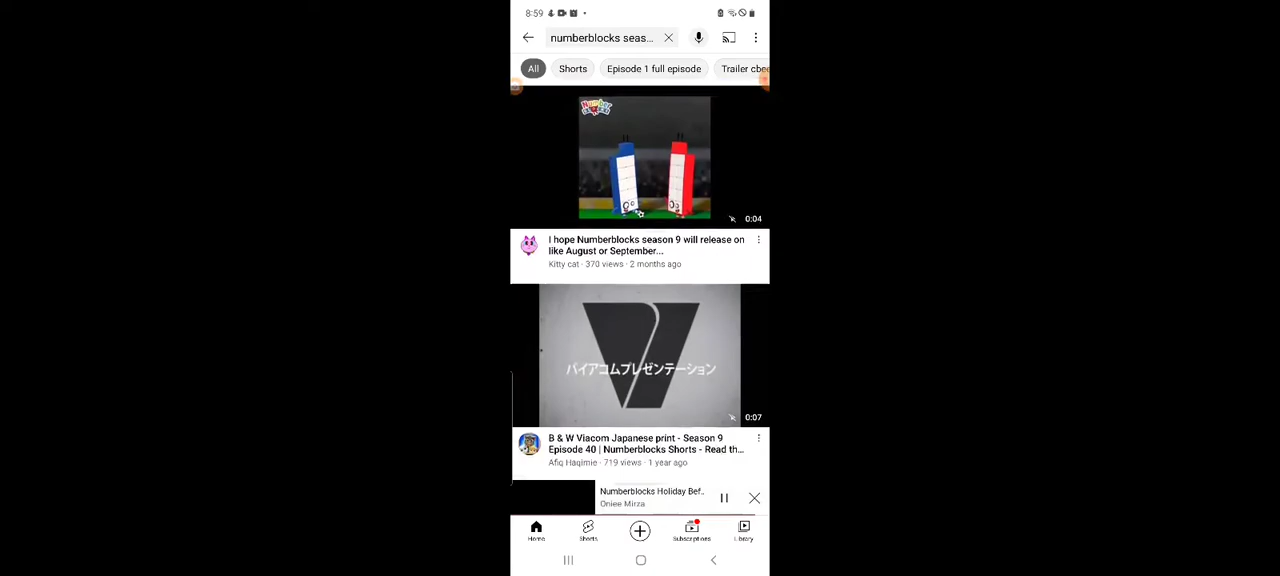 8:59
numberblocks seas...
All
Shorts
Episode 1 full episode
Trailer cbee
Number
0:04
I hope Numberblocks season 9 will release on
like August or September...
Kitty cat · 370 views · 2 months ago
バイアコムプレゼンテーション
0:07
B & W Viacom Japanese print - Season 9
Episode 40 | Numberblocks Shorts - Read th...
Afiq Haqimie · 719 views · 1 year ago
Numberblocks Holiday Bef..
Oniee Mirza
Home
Shorts
Subscriptions
Library